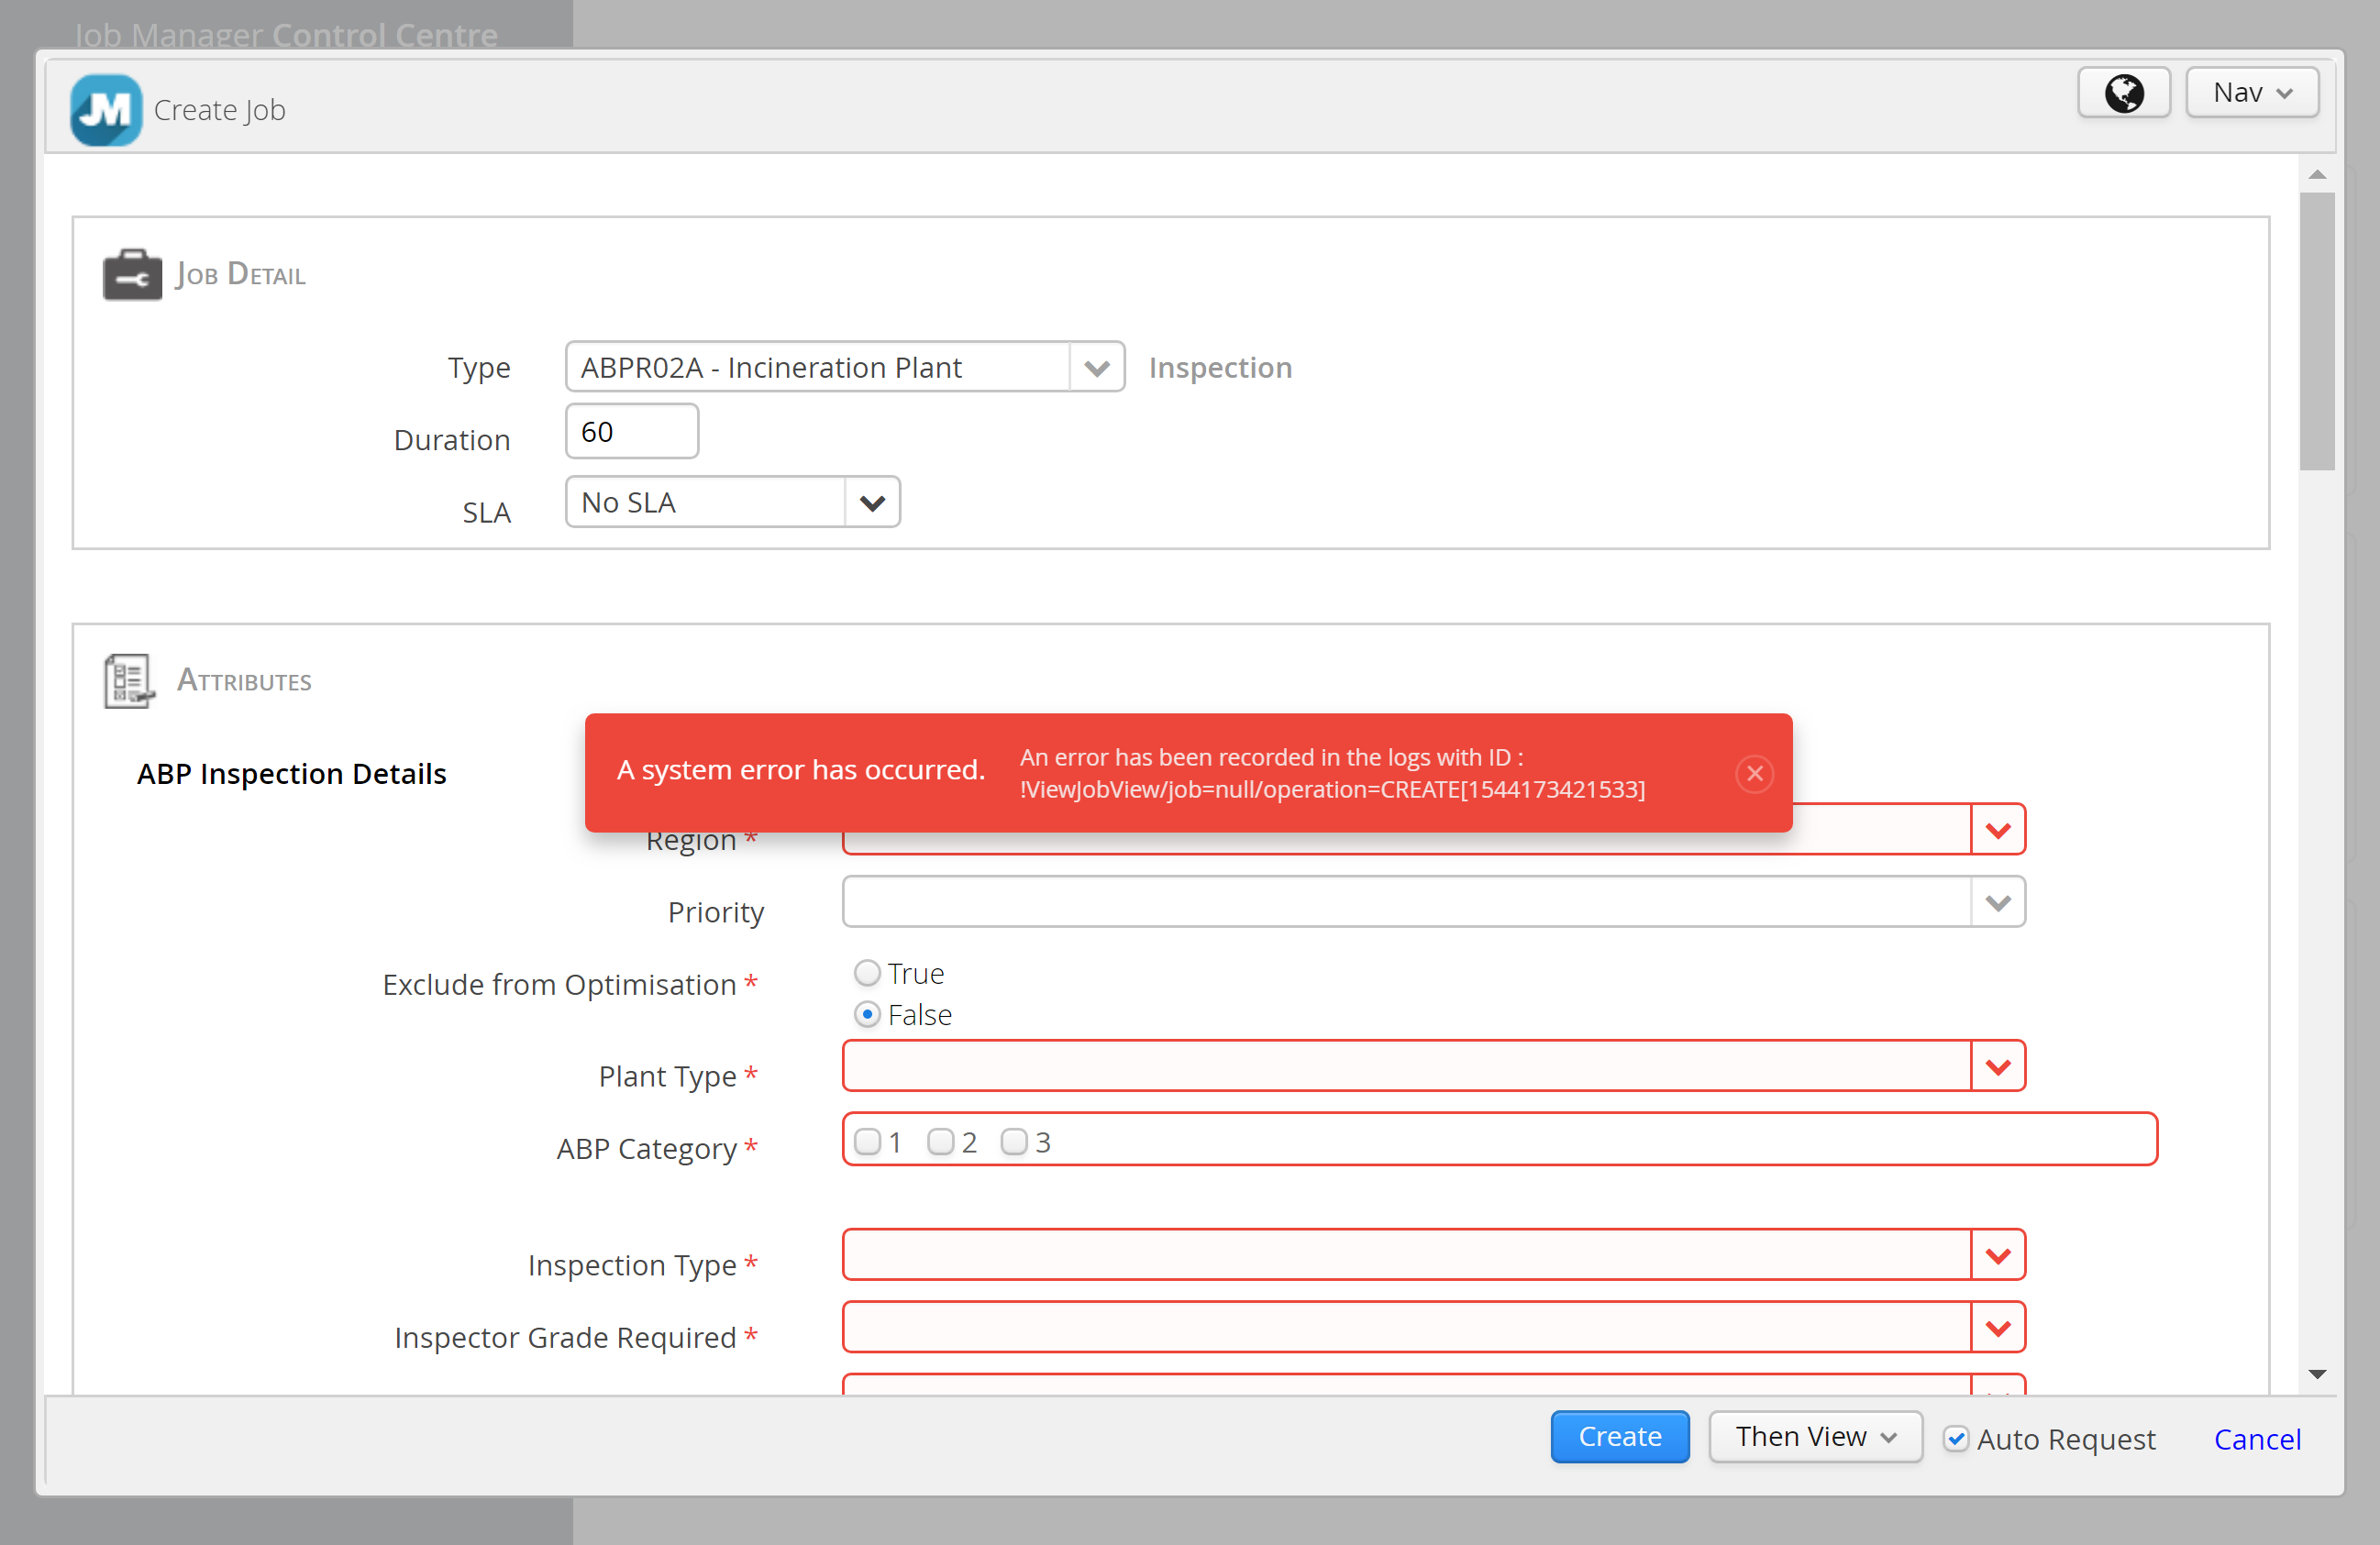 Job Manager Control Centre
JM Create Job
Nav
Job Detail
Type ABPR02A - Incineration Plant Inspection
Duration 60
SLA No SLA
Attributes
ABP Inspection Details
A system error has occurred.
An error has been recorded in the logs with ID :
!ViewJobView/job=null/operation=CREATE[1544173421533]
Region *
Priority
Exclude from Optimisation * True
False
Plant Type *
ABP Category * 1 2 3
Inspection Type *
Inspector Grade Required *
Create Then View Auto Request Cancel